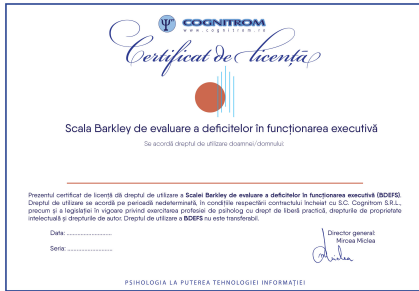 COGNITROM
www.cognitrom.ro
Certificat de licență
Scala Barkley de evaluare a deficitelor în funcționarea executivă
Se acordă dreptul de utilizare doamnei/domnului
Prezentul certificat de licență dă dreptul de utilizare a Scalei Barkley de evaluare a deficitelor în funcționarea executivă (BDEFS).
Dreptul de utilizare se acordă pe perioadă nedeterminată, în condițiile respectării contractului încheiat cu S.C. Cognitrom S.R.L.,
precum și a legislației în vigoare privind exercitarea profesiei de psiholog cu drept de liberă practică, drepturile de proprietate
intelectuală și drepturile de autor. Dreptul de utilizare a BDEFS nu este transferabil.
Data: ........................
Director general:
Mircea Miclea
Seria: ........................
PSIHOLOGIA LA PUTEREA TEHNOLOGIEI INFORMAȚIEI